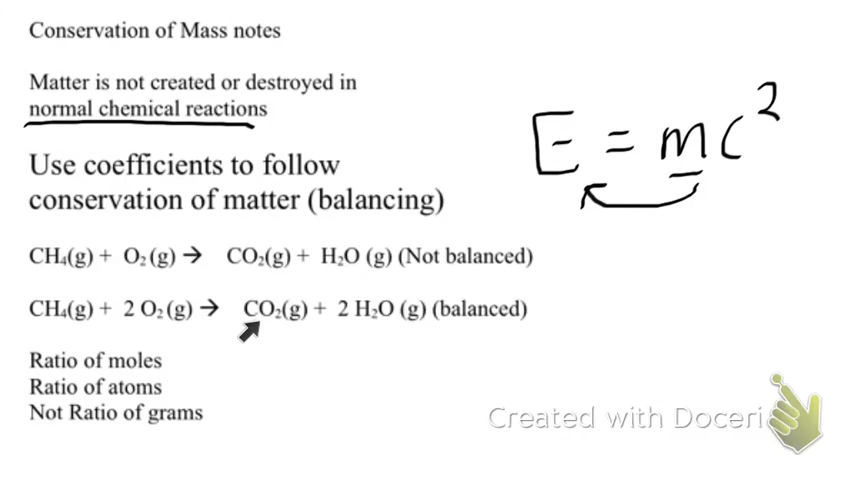 Conservation of Mass notes
Matter is not created or destroyed in
normal chemical reactions
E = mc²
Use coefficients to follow
conservation of matter (balancing)
CH₄(g) + O₂(g) → CO₂(g) + H₂O (g) (Not balanced)
CH₄(g) + 2 O₂(g) → CO₂(g) + 2 H₂O (g) (balanced)
Ratio of moles
Ratio of atoms
Not Ratio of grams
Created with Doceri